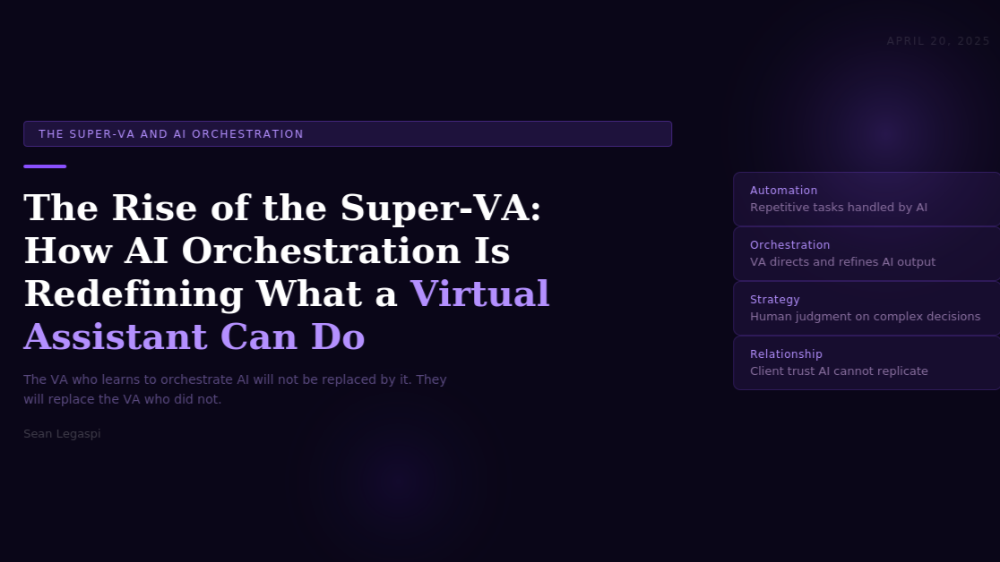 APRIL 20, 2025
THE SUPER-VA AND AI ORCHESTRATION
The Rise of the Super-VA:
How AI Orchestration Is
Redefining What a Virtual
Assistant Can Do
The VA who learns to orchestrate AI will not be replaced by it. They
will replace the VA who did not.
Sean Legaspi
Automation
Repetitive tasks handled by AI
Orchestration
VA directs and refines AI output
Strategy
Human judgment on complex decisions
Relationship
Client trust AI cannot replicate